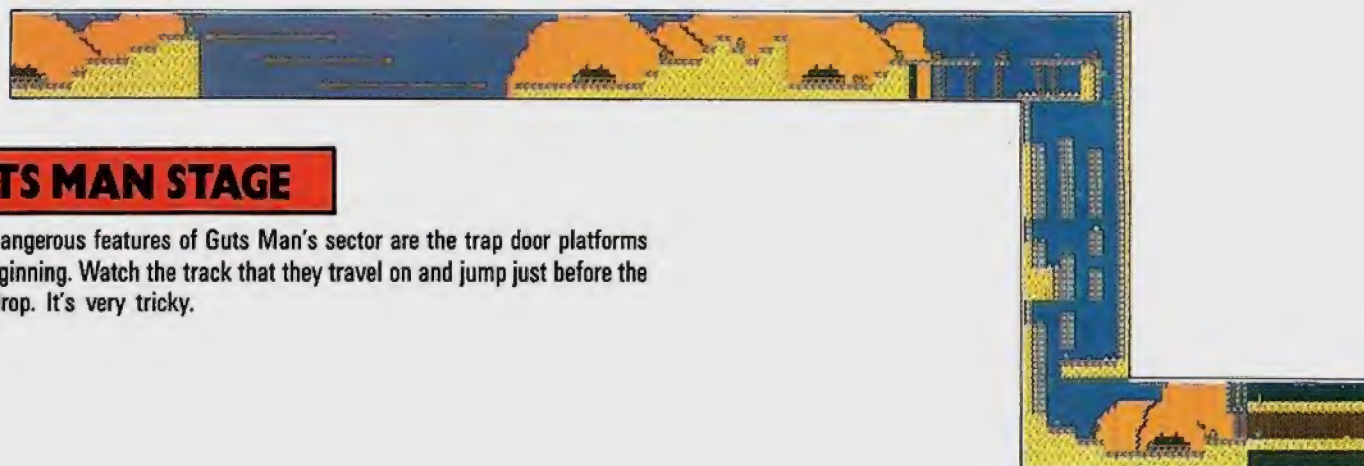 TS MAN STAGE
angerous features of Guts Man's sector are the trap door platforms
ginning. Watch the track that they travel on and jump just before the
rop. It's very tricky.